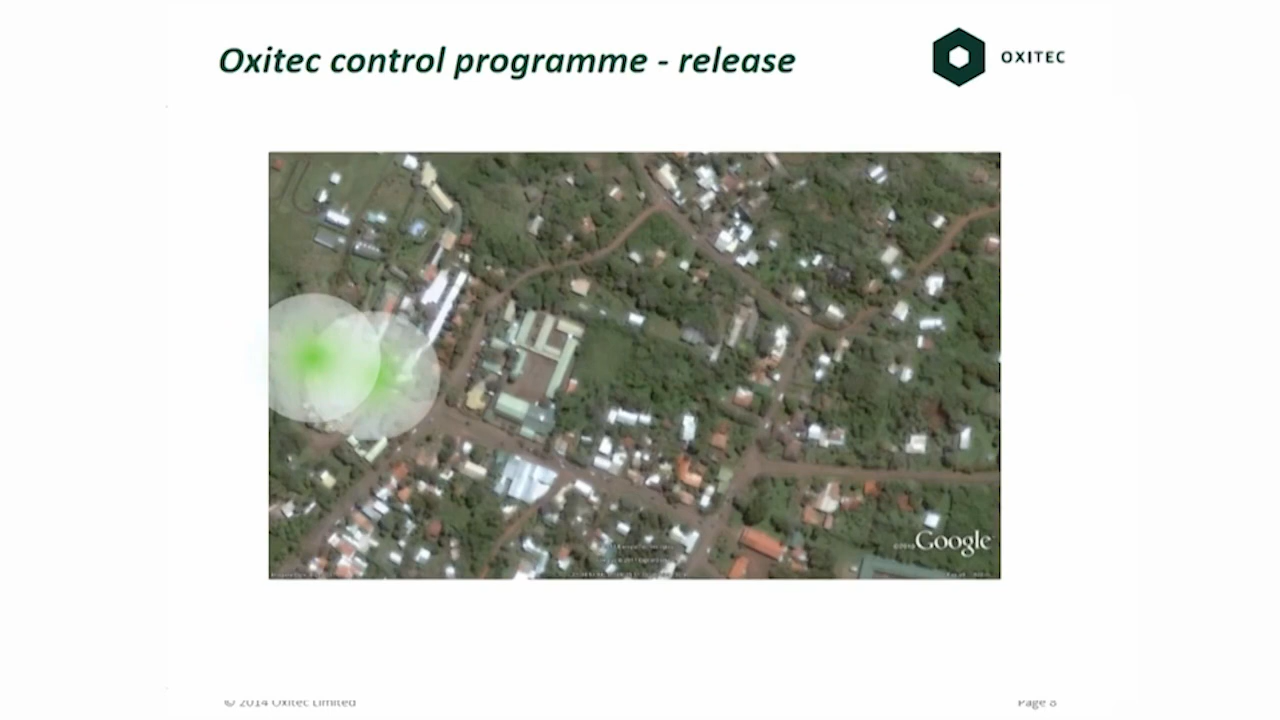 Oxitec control programme - release
OXITEC
Google
© 2014 Oxitec Limited
Page 8